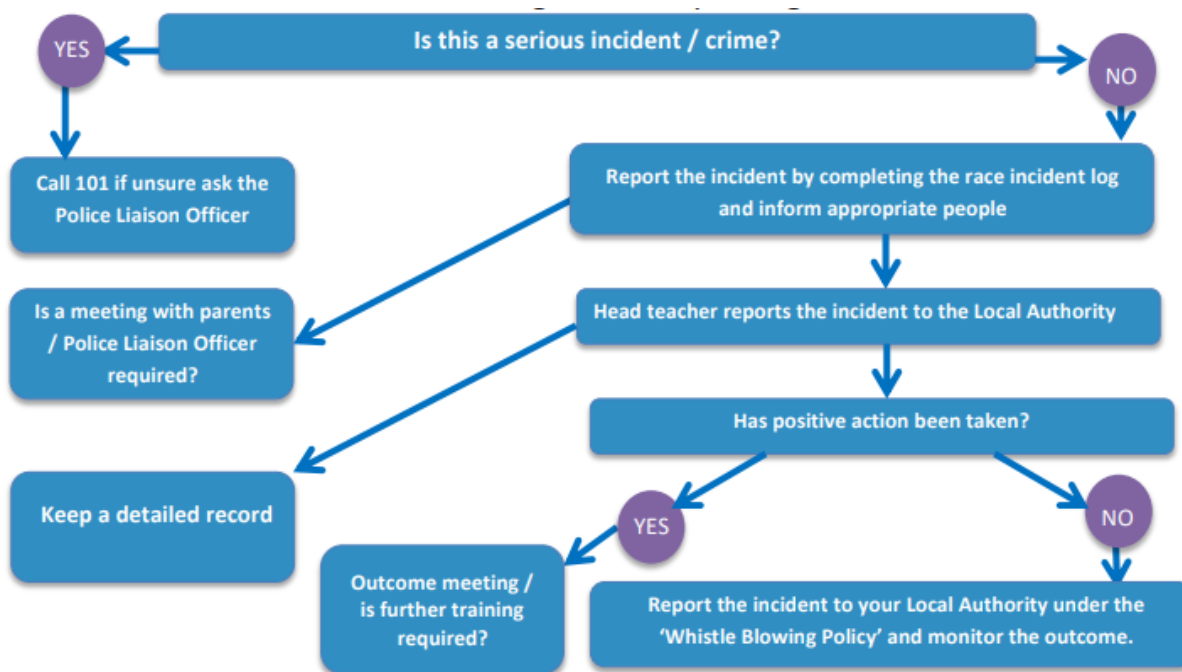 Is this a serious incident / crime?
YES
NO
Call 101 if unsure ask the
Police Liaison Officer
Report the incident by completing the race incident log
and inform appropriate people
Is a meeting with parents
/ Police Liaison Officer
required?
Head teacher reports the incident to the Local Authority
Has positive action been taken?
Keep a detailed record
YES
NO
Outcome meeting /
is further training
required?
Report the incident to your Local Authority under the
‘Whistle Blowing Policy’ and monitor the outcome.